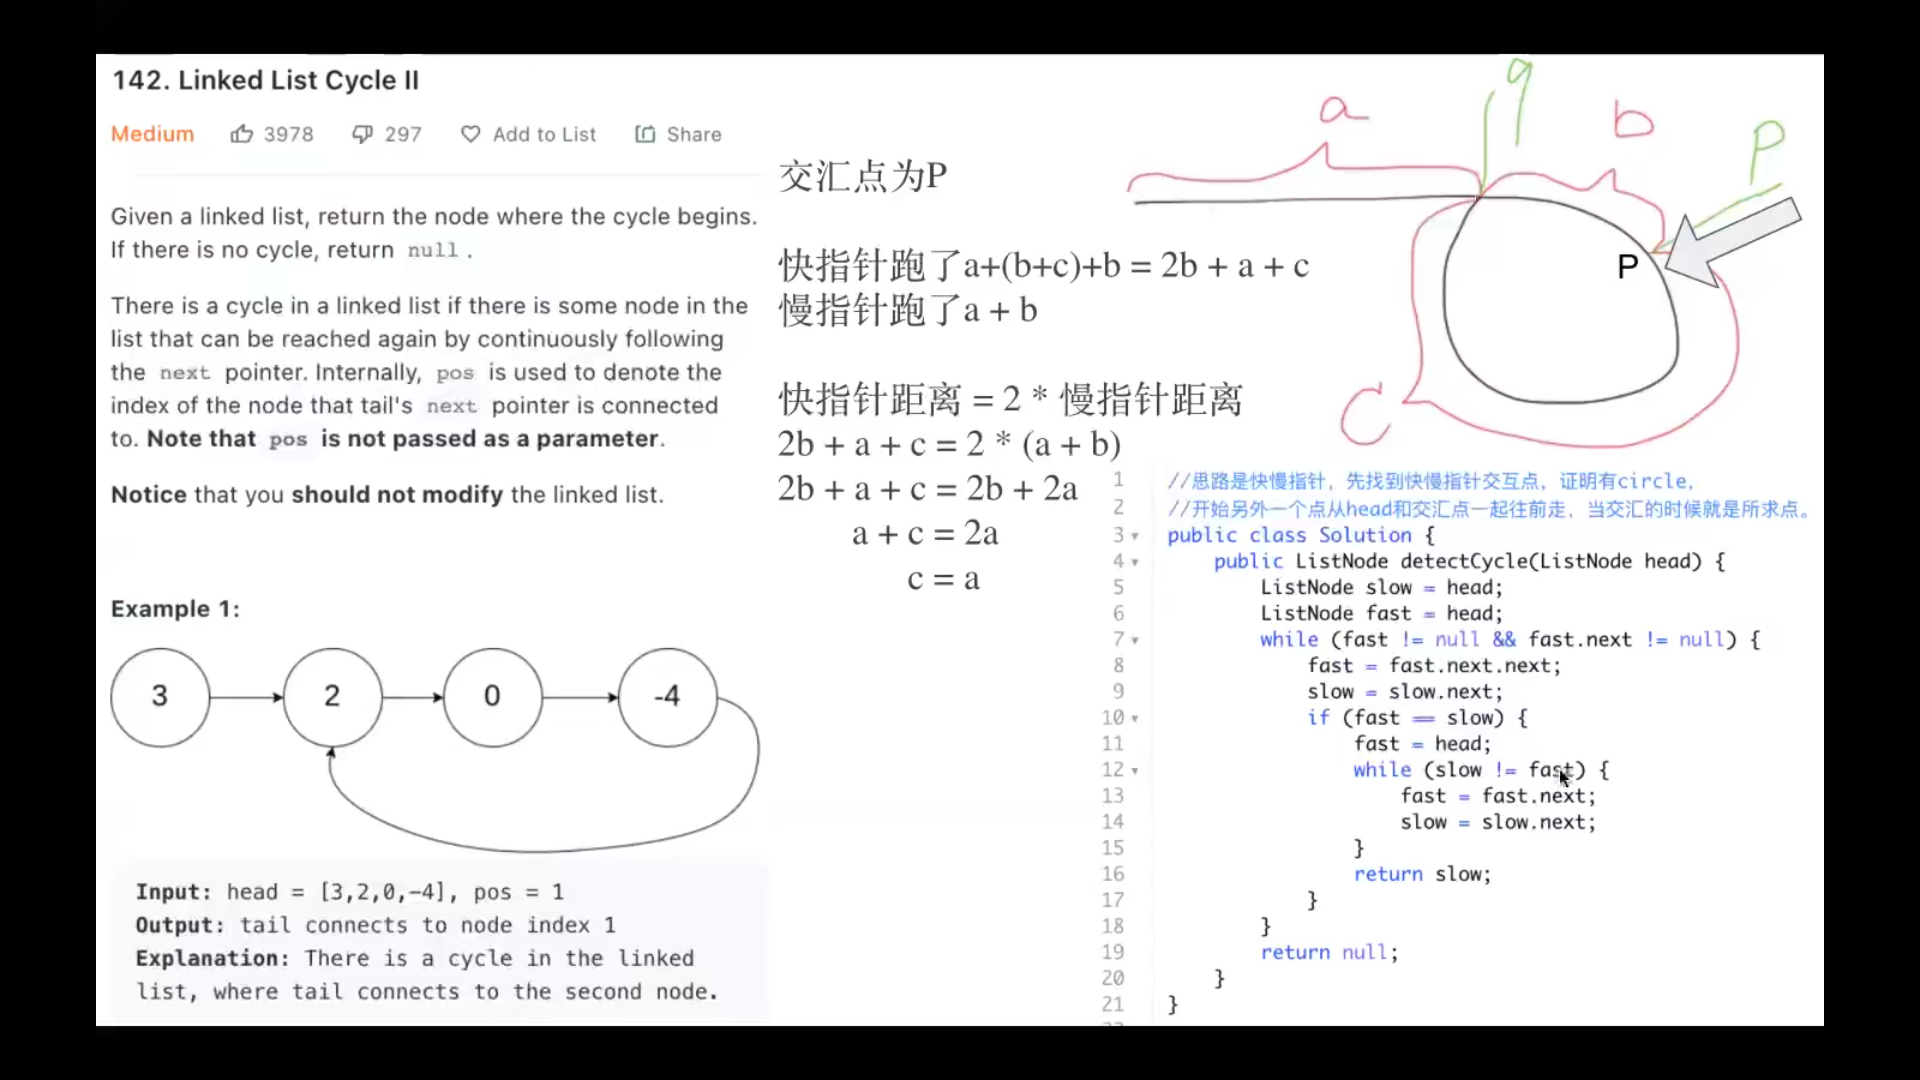 142. Linked List Cycle II
Medium 3978 297 Add to List Share
Given a linked list, return the node where the cycle begins.
If there is no cycle, return null .
There is a cycle in a linked list if there is some node in the
list that can be reached again by continuously following
the next pointer. Internally, pos is used to denote the
index of the node that tail's next pointer is connected
to. Note that pos is not passed as a parameter.
Notice that you should not modify the linked list.
Example 1:
3 2 0 -4
Input: head = [3,2,0,-4], pos = 1
Output: tail connects to node index 1
Explanation: There is a cycle in the linked
list, where tail connects to the second node.
交汇点为P
快指针跑了a+(b+c)+b = 2b + a + c
慢指针跑了a + b
快指针距离 = 2 * 慢指针距离
2b + a + c = 2 * (a + b)
2b + a + c = 2b + 2a
a + c = 2a
c = a
a
q
b
P
P
C
1 //思路是快慢指针，先找到快慢指针交互点，证明有circle，
2 //开始另外一个点从head和交汇点一起往前走，当交汇的时候就是所求点。
3 public class Solution {
4 public ListNode detectCycle(ListNode head) {
5 ListNode slow = head;
6 ListNode fast = head;
7 while (fast != null && fast.next != null) {
8 fast = fast.next.next;
9 slow = slow.next;
10 if (fast == slow) {
11 fast = head;
12 while (slow != fast) {
13 fast = fast.next;
14 slow = slow.next;
15 }
16 return slow;
17 }
18 }
19 return null;
20 }
21 }